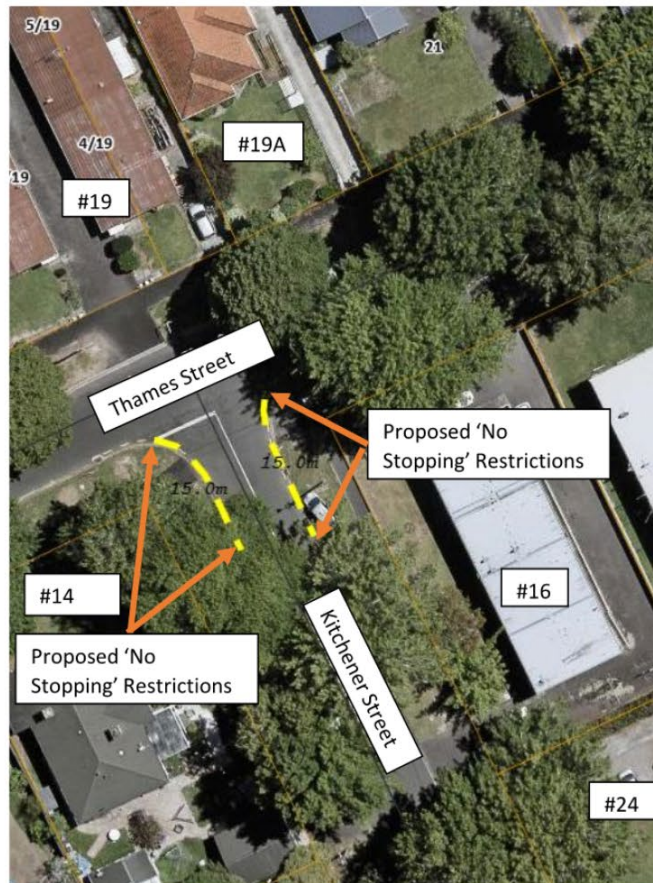 5/19
21
4/19
#19A
/19
#19
Thames Street
Proposed ‘No
Stopping’ Restrictions
15.0m
15.0m
#14
#16
Proposed ‘No
Stopping’ Restrictions
Kitchener Street
#24